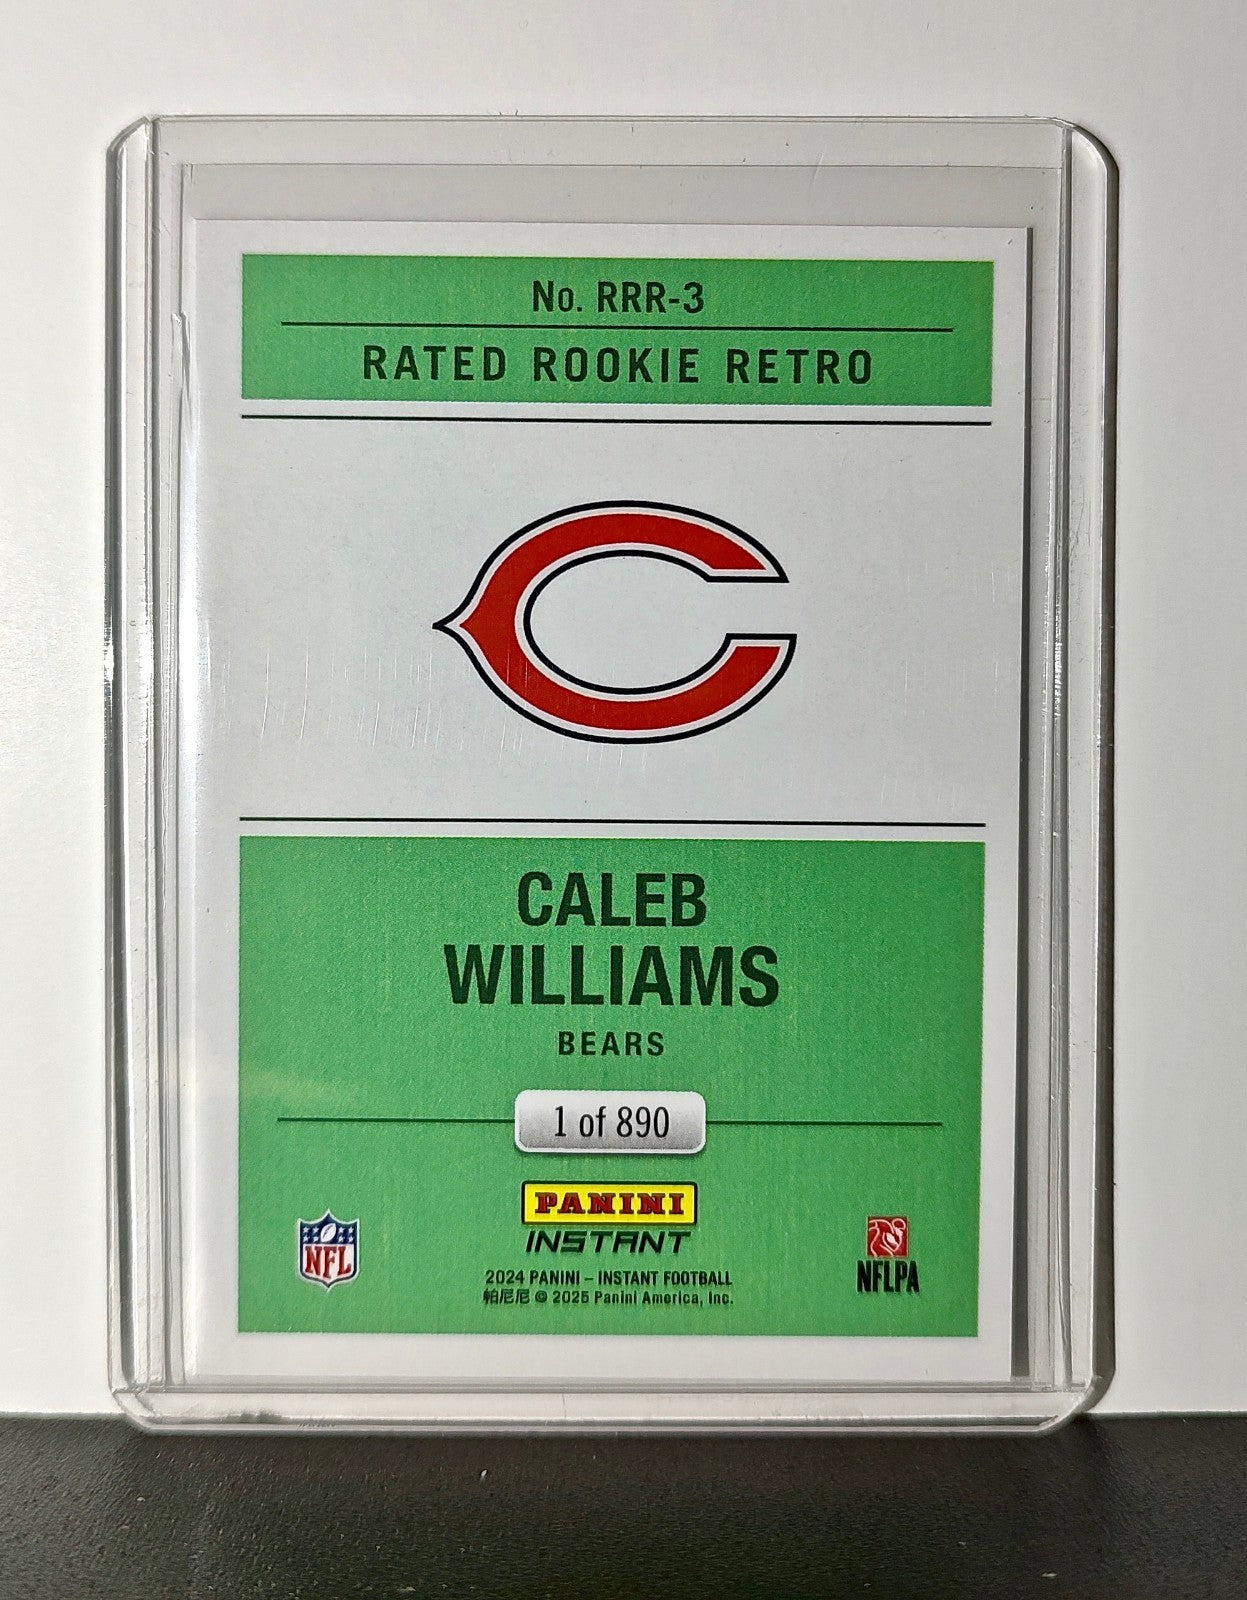 No. RRR-3
RATED ROOKIE RETRO
CALEB
WILLIAMS
BEARS
1 of 890
PANINI
INSTANT
NFL
NFLPA
2024 PANINI – INSTANT FOOTBALL
帕尼尼 © 2025 Panini America, Inc.